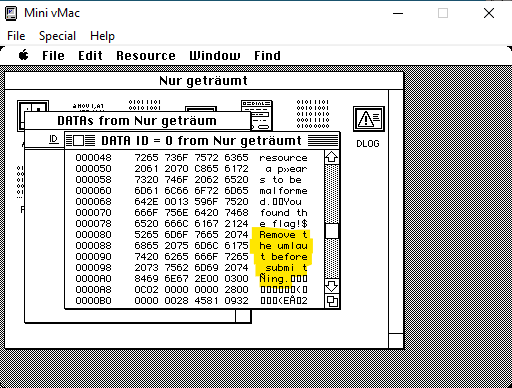 Mini vMac
File Special Help
File Edit Resource Window Find
Nur geträumt
DLOG
DATAs from Nur geträum
ID
DATA ID = 0 from Nur geträumt
000048 7265 736F 7572 6365 resource
000050 2061 2070 C865 6172 a p»ear
000058 7320 746F 2062 6520 s to be
000060 6D61 6C66 6F72 6D65 malforme
000068 642E 0013 596F 7520 d.□□You
000070 666F 756E 6420 7468 found th
000078 6520 666C 6167 2124 e flag!$
000080 5265 6D6F 7665 2074 Remove t
000088 6865 2075 6D6C 6175 he umlau
000090 7420 6265 666F 7265 t before
000098 2073 7562 6D69 2074 submi t
0000A0 8469 6E67 2E00 0300 Ñing.□□□
0000A8 0C02 0000 0000 2800 □□□□□□(□
0000B0 0000 0028 4581 0932 □□□(EÅ□2